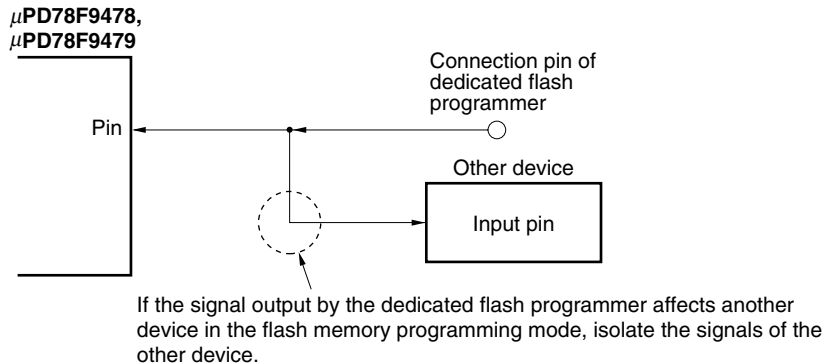 μPD78F9478,
μPD78F9479
Connection pin of
dedicated flash
programmer
Pin
Other device
Input pin
If the signal output by the dedicated flash programmer affects another
device in the flash memory programming mode, isolate the signals of the
other device.